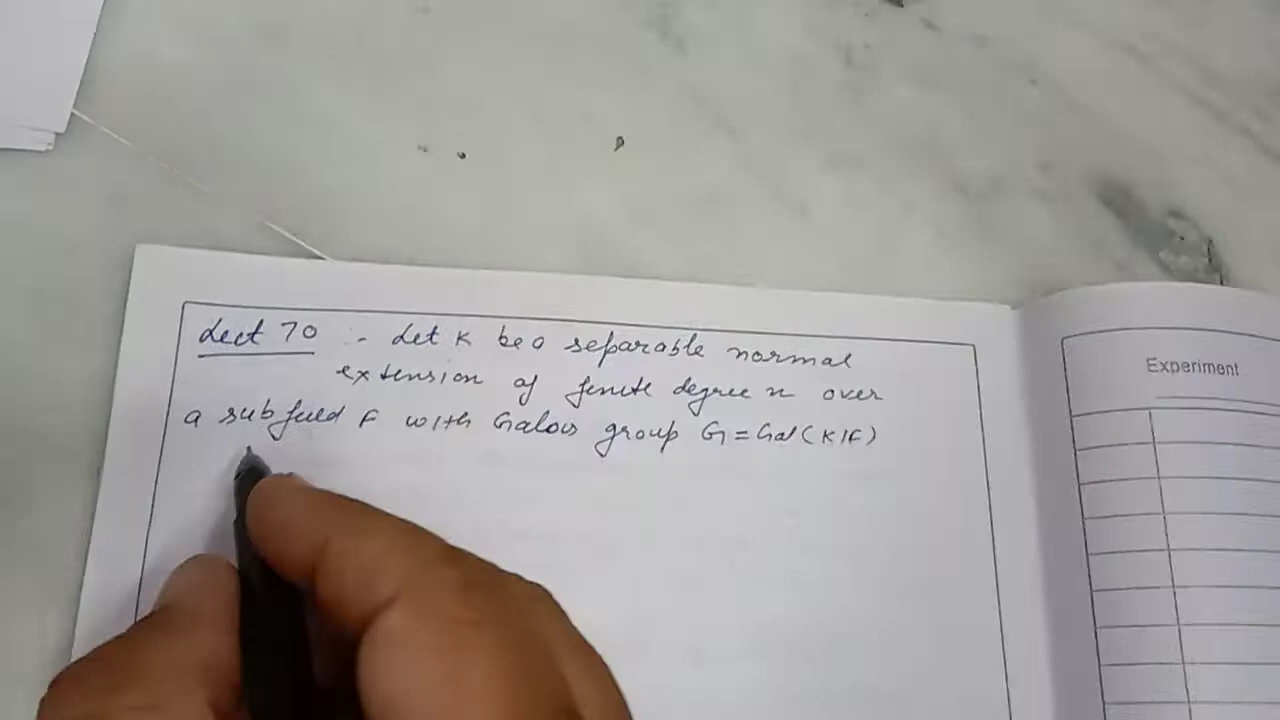 Lect 70 :- Let K be a separable normal
extension of finite degree n over
a subfield F with Galois group G = Gal(K/F)
Experiment